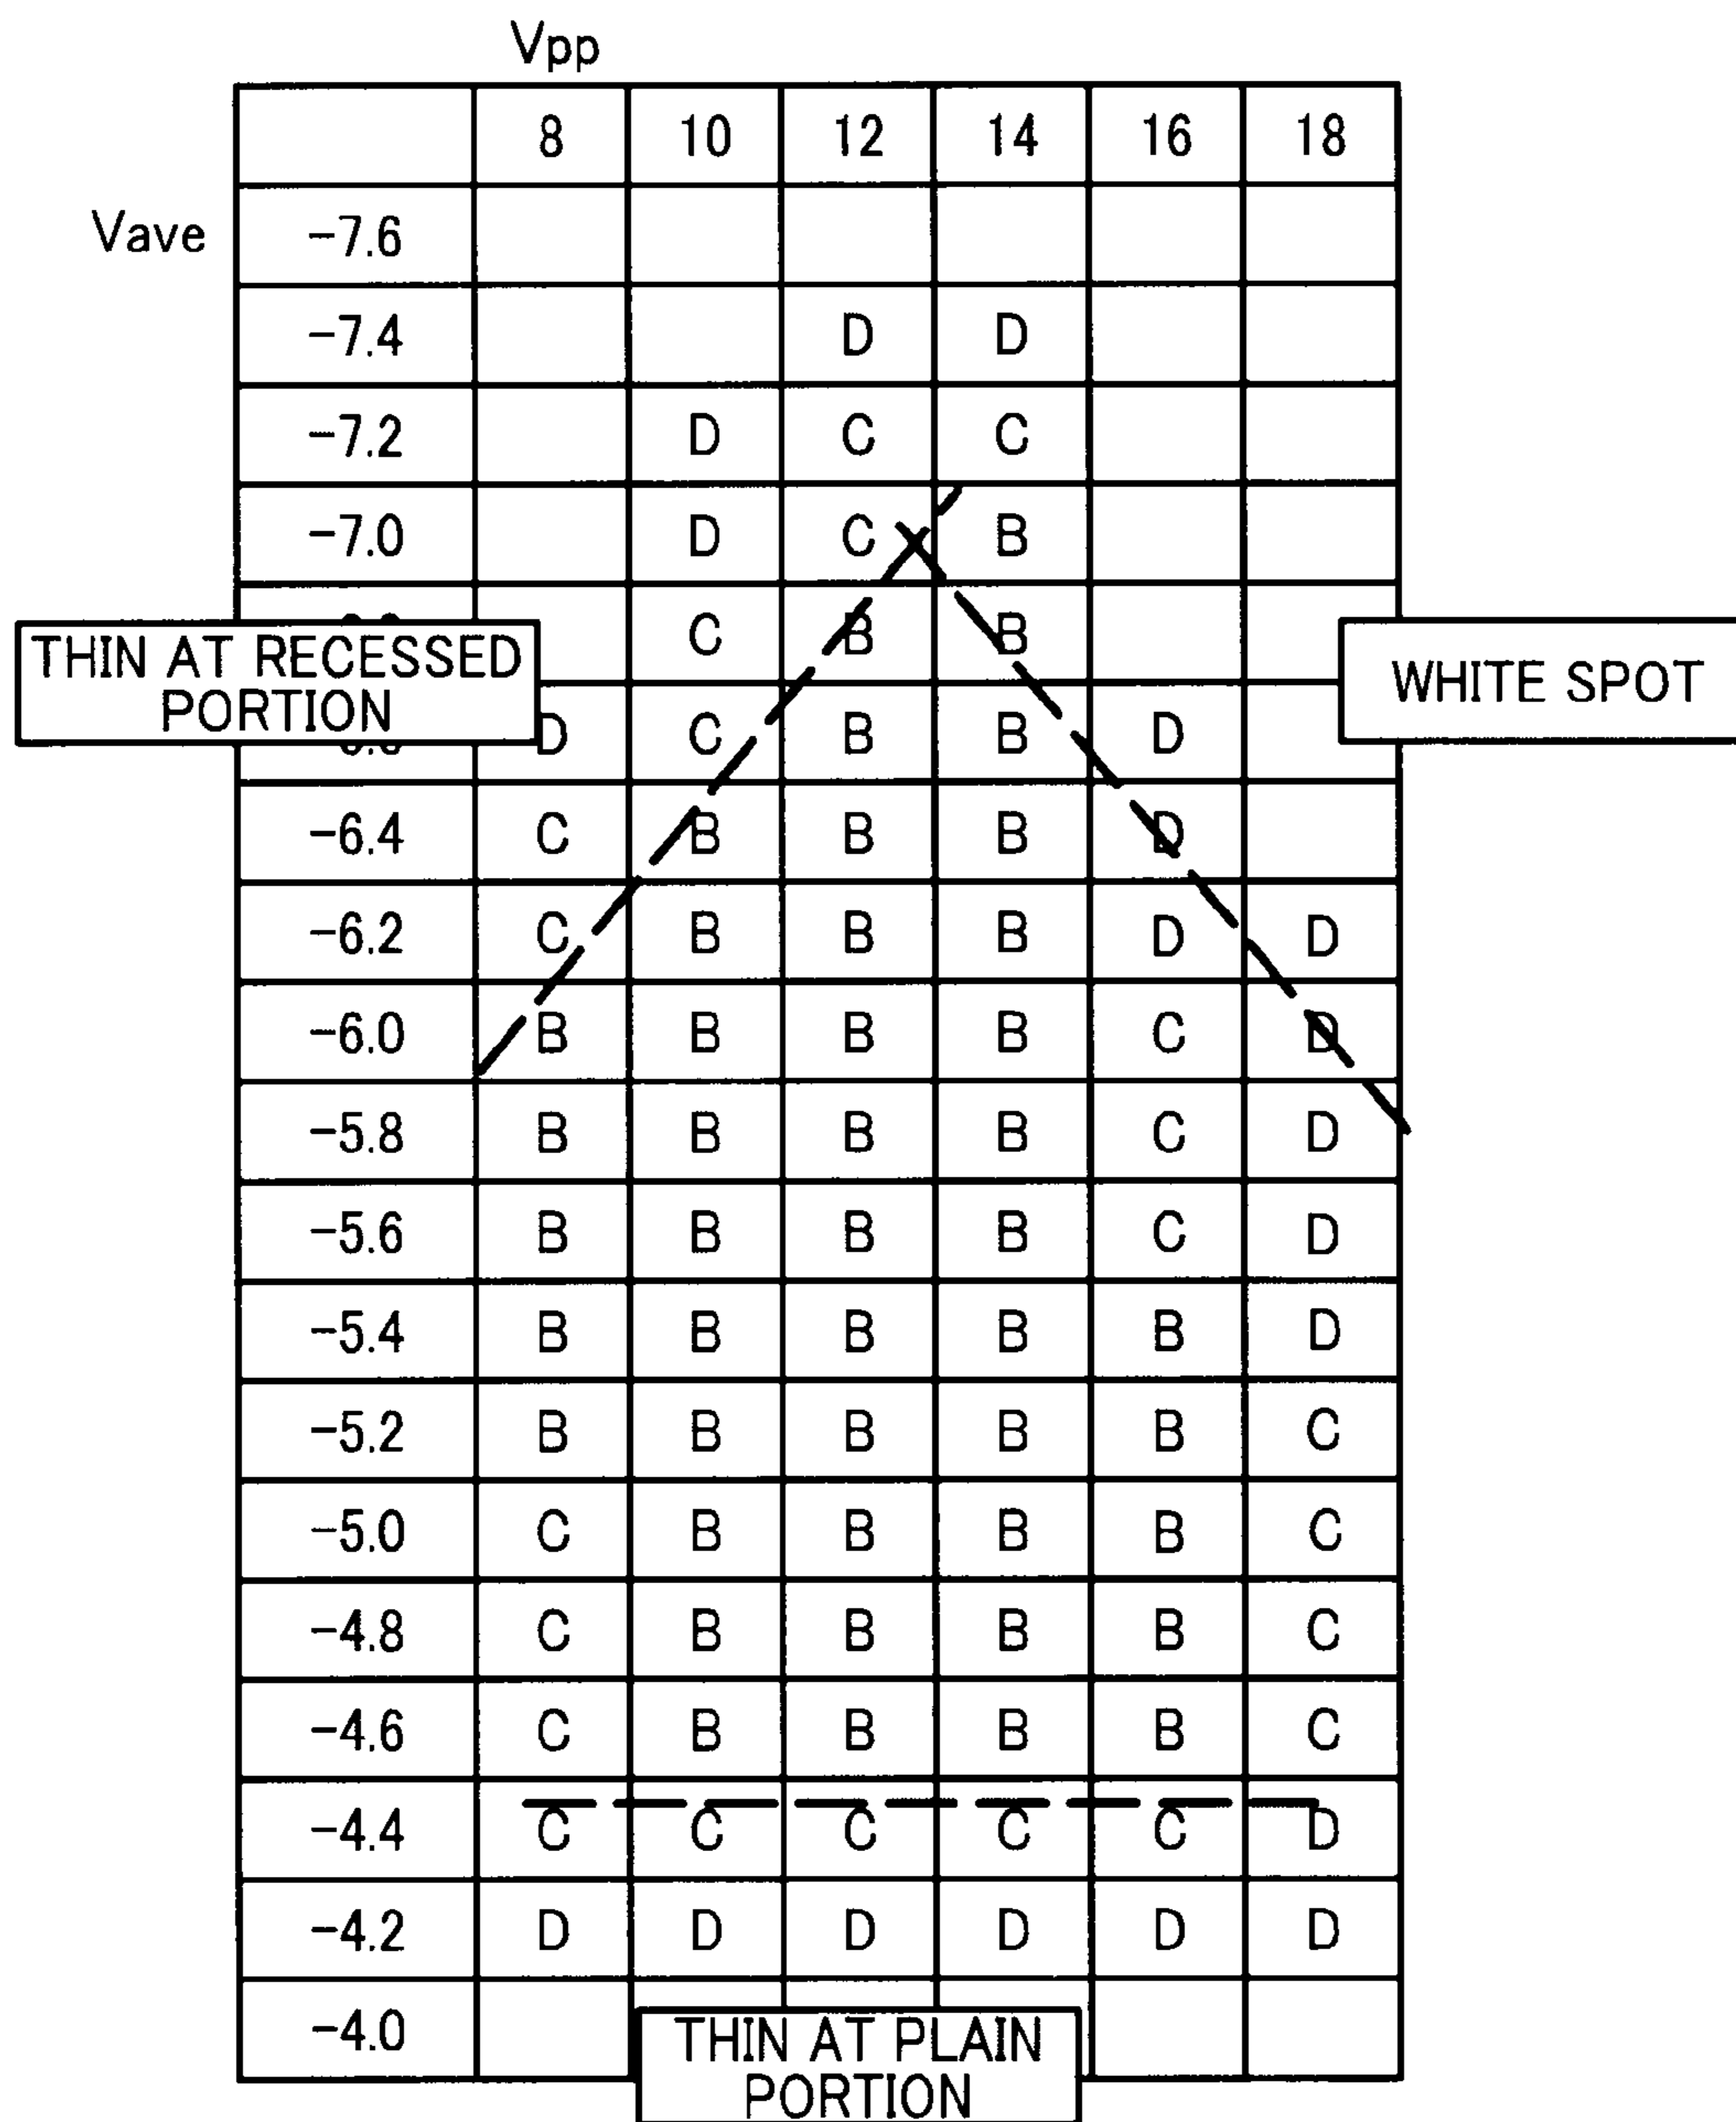 Vpp
8 10 12 14 16 18
Vave -7.6
-7.4 D D
-7.2 D C C
-7.0 D C B
C B B
THIN AT RECESSED
PORTION
WHITE SPOT
D C B B D
-6.4 C B B B D
-6.2 C B B B D D
-6.0 B B B B C D
-5.8 B B B B C D
-5.6 B B B B C D
-5.4 B B B B B D
-5.2 B B B B B C
-5.0 C B B B B C
-4.8 C B B B B C
-4.6 C B B B B C
-4.4 C C C C C D
-4.2 D D D D D D
-4.0
THIN AT PLAIN
PORTION